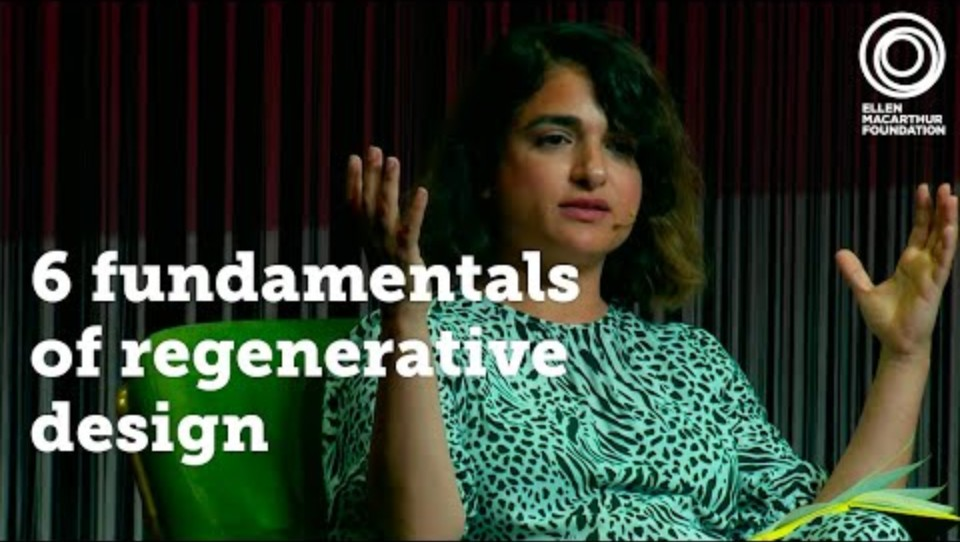 ELLEN
MACARTHUR
FOUNDATION
6 fundamentals
of regenerative
design